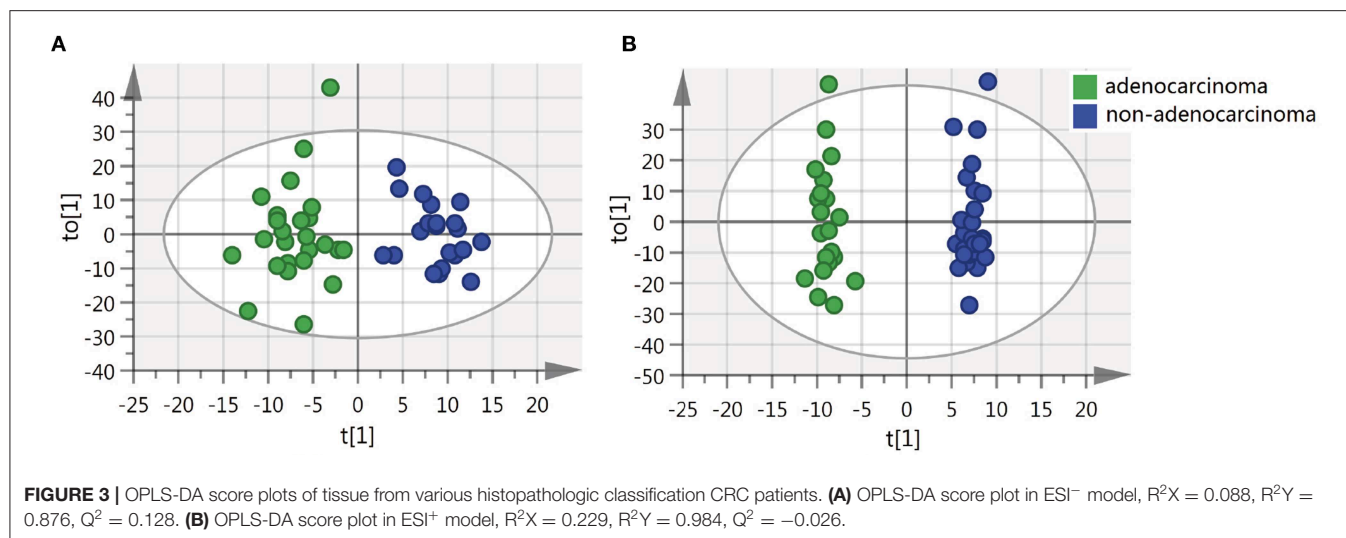 A
B
adenocarcinoma
non-adenocarcinoma
to[1]
40
30
20
10
0
-10
-20
-30
-40
-25 -20 -15 -10 -5 0 5 10 15 20
t[1]
to[1]
30
20
10
0
-10
-20
-30
-40
-50
-25 -20 -15 -10 -5 0 5 10 15 20
t[1]
FIGURE 3 | OPLS-DA score plots of tissue from various histopathologic classification CRC patients. (A) OPLS-DA score plot in ESI⁻ model, R²X = 0.088, R²Y =
0.876, Q² = 0.128. (B) OPLS-DA score plot in ESI⁺ model, R²X = 0.229, R²Y = 0.984, Q² = −0.026.